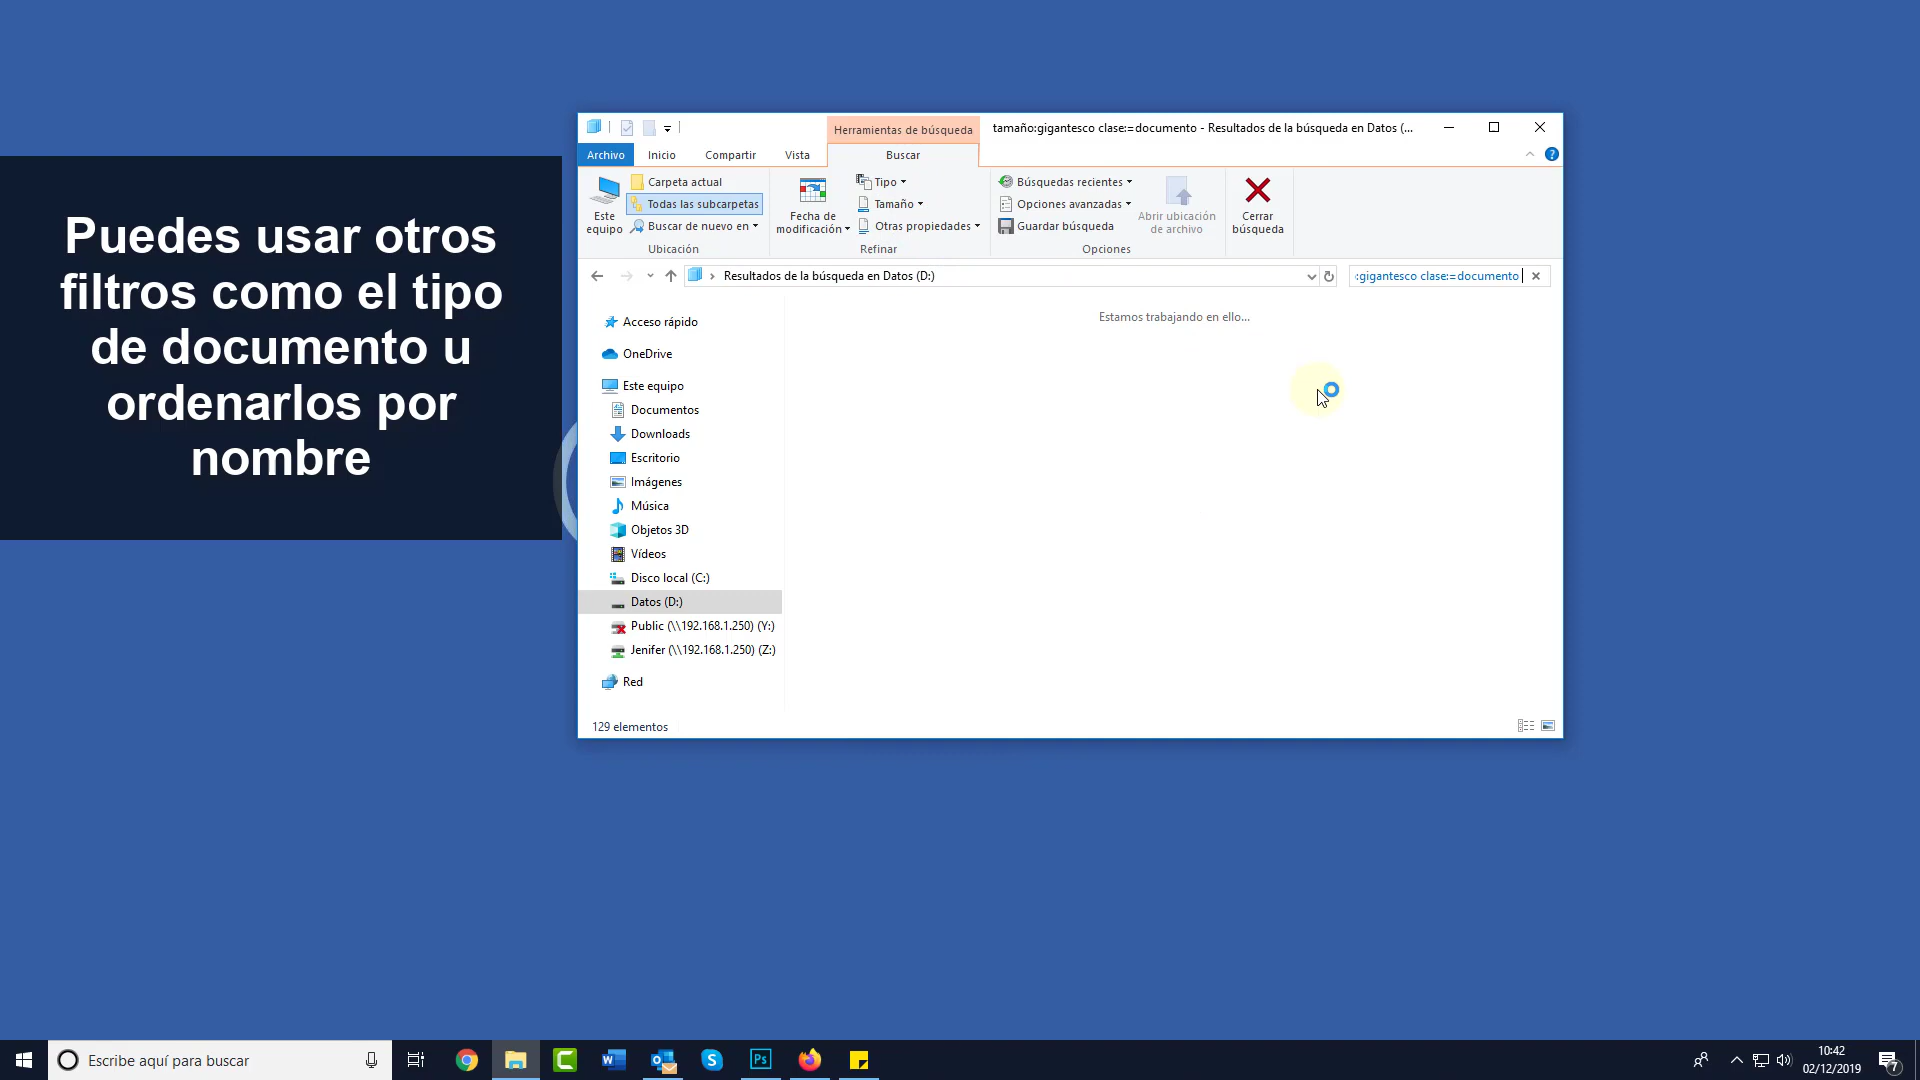 Puedes usar otros
filtros como el tipo
de documento u
ordenarlos por
nombre
Herramientas de búsqueda
tamaño:gigantesco clase:=documento - Resultados de la búsqueda en Datos (...
Archivo
Inicio
Compartir
Vista
Buscar
Este
equipo
Carpeta actual
Todas las subcarpetas
Buscar de nuevo en
Ubicación
Fecha de
modificación
Tipo
Tamaño
Otras propiedades
Refinar
Búsquedas recientes
Opciones avanzadas
Guardar búsqueda
Abrir ubicación
de archivo
Opciones
Cerrar
búsqueda
Resultados de la búsqueda en Datos (D:)
:gigantesco clase:=documento
Estamos trabajando en ello...
Acceso rápido
OneDrive
Este equipo
Documentos
Downloads
Escritorio
Imágenes
Música
Objetos 3D
Vídeos
Disco local (C:)
Datos (D:)
Public (\\192.168.1.250) (Y:)
Jenifer (\\192.168.1.250) (Z:)
Red
129 elementos
Escribe aquí para buscar
Ps
10:42
02/12/2019
7